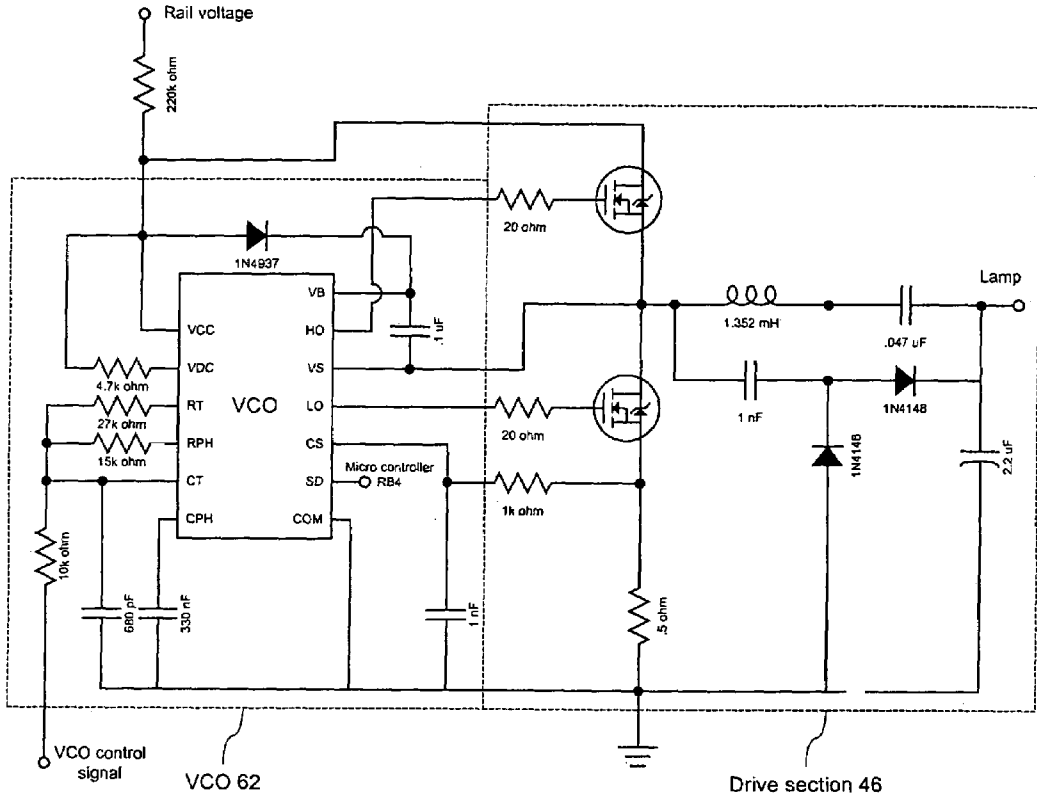 Rail voltage
220k ohm
20 ohm
1N4937
VB
VCC
HO
.1 uF
VDC
VS
4.7k ohm
RT
VCO
LO
27k ohm
RPH
CS
15k ohm
CT
SD
Micro controller
RB4
CPH
COM
10k ohm
680 pF
330 nF
1 nF
20 ohm
1k ohm
.5 ohm
1.352 mH
.047 uF
Lamp
1 nF
1N4148
1N4148
2.2 uF
VCO control
signal
VCO 62
Drive section 46